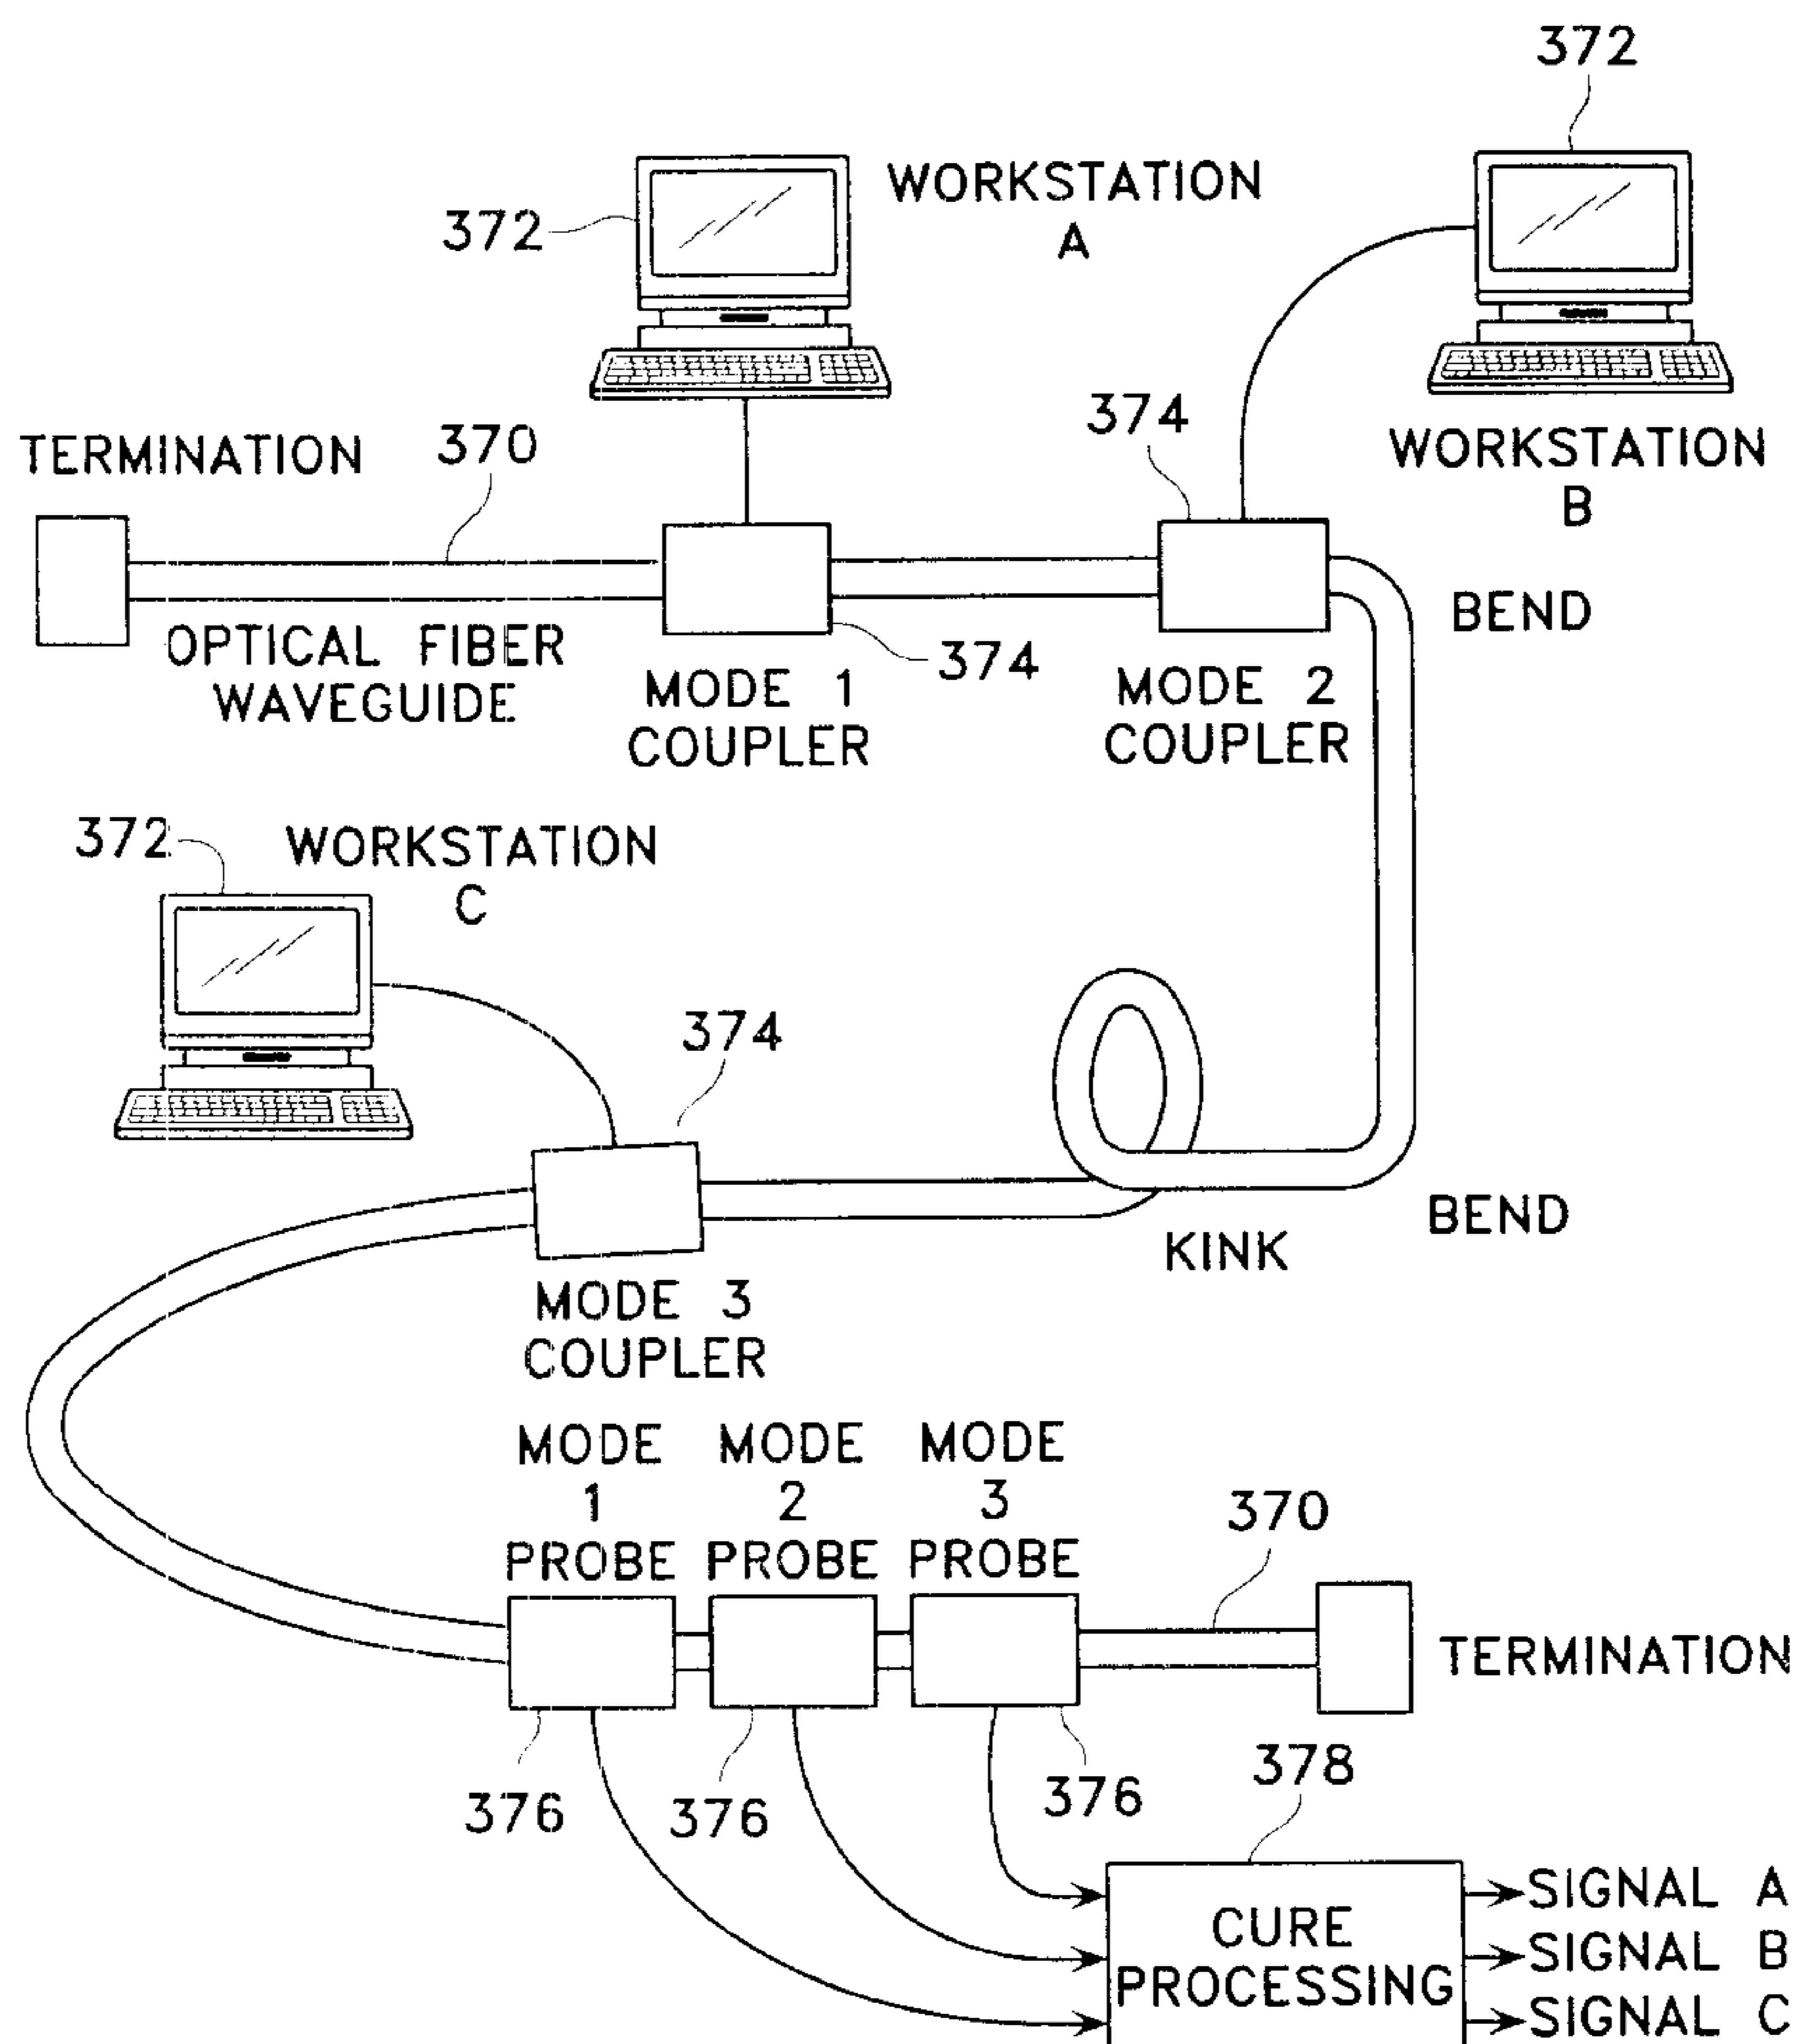 372
WORKSTATION
A
372
372
WORKSTATION
B
374
TERMINATION
370
BEND
OPTICAL FIBER
WAVEGUIDE
374
MODE 1
COUPLER
MODE 2
COUPLER
372
WORKSTATION
C
374
BEND
KINK
MODE 3
COUPLER
MODE
1
PROBE
MODE
2
PROBE
MODE
3
PROBE
370
TERMINATION
376
376
376
378
CURE
PROCESSING
SIGNAL A
SIGNAL B
SIGNAL C